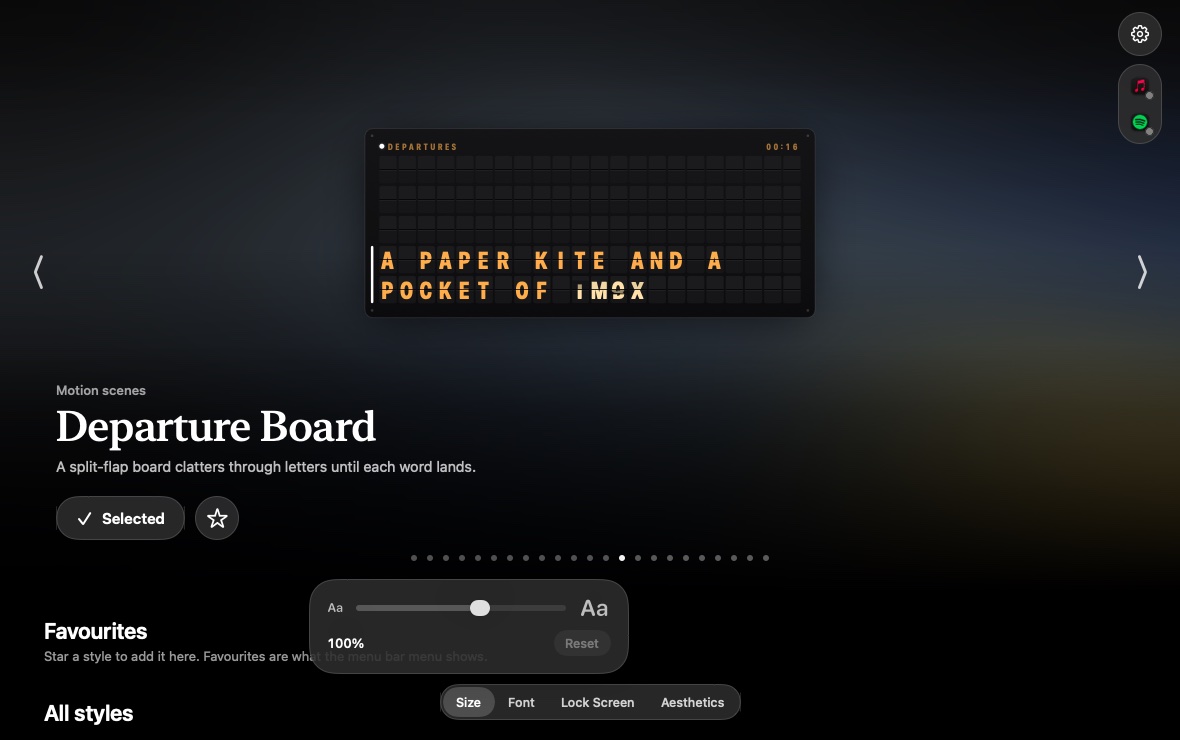 DEPARTURES 00:16
A PAPER KITE AND A
POCKET OF
Motion scenes
Departure Board
A split-flap board clatters through letters until each word lands.
Selected
Aa Aa
100% Reset
Favourites
Star a style to add it here. Favourites are what the menu bar menu shows.
Size Font Lock Screen Aesthetics
All styles